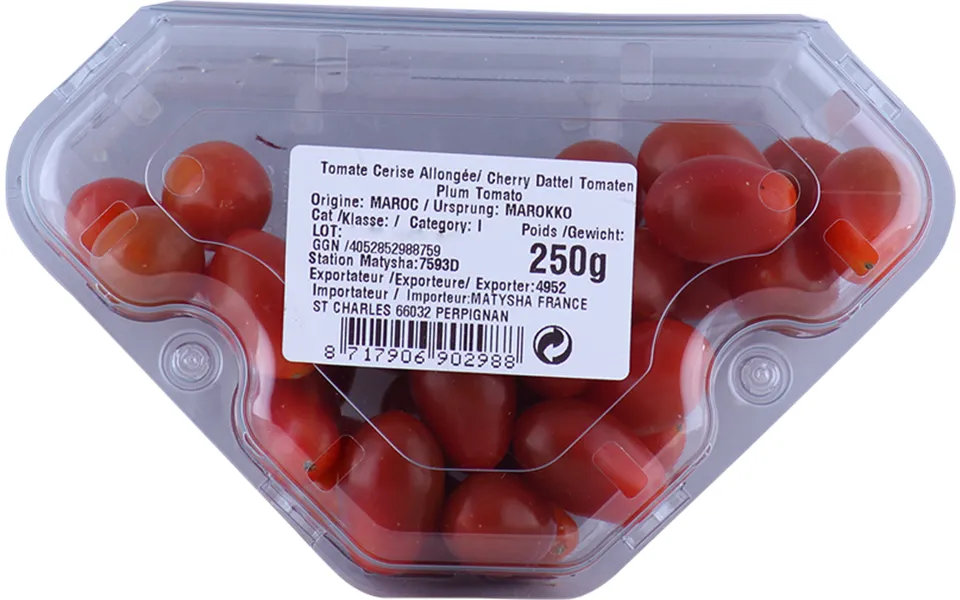 Tomate Cerise Allongée/ Cherry Dattel Tomaten
Plum Tomato
Origine: MAROC / Ursprung: MAROKKO
Cat /Klasse: / Category: I
Poids /Gewicht:
LOT:
250g
GGN /4052852988759
Station Matysha:7593D
Exportateur /Exporteure/ Exporter:4952
Importateur / Importeur:MATYSHA FRANCE
ST CHARLES 66032 PERPIGNAN
8 717906 902988